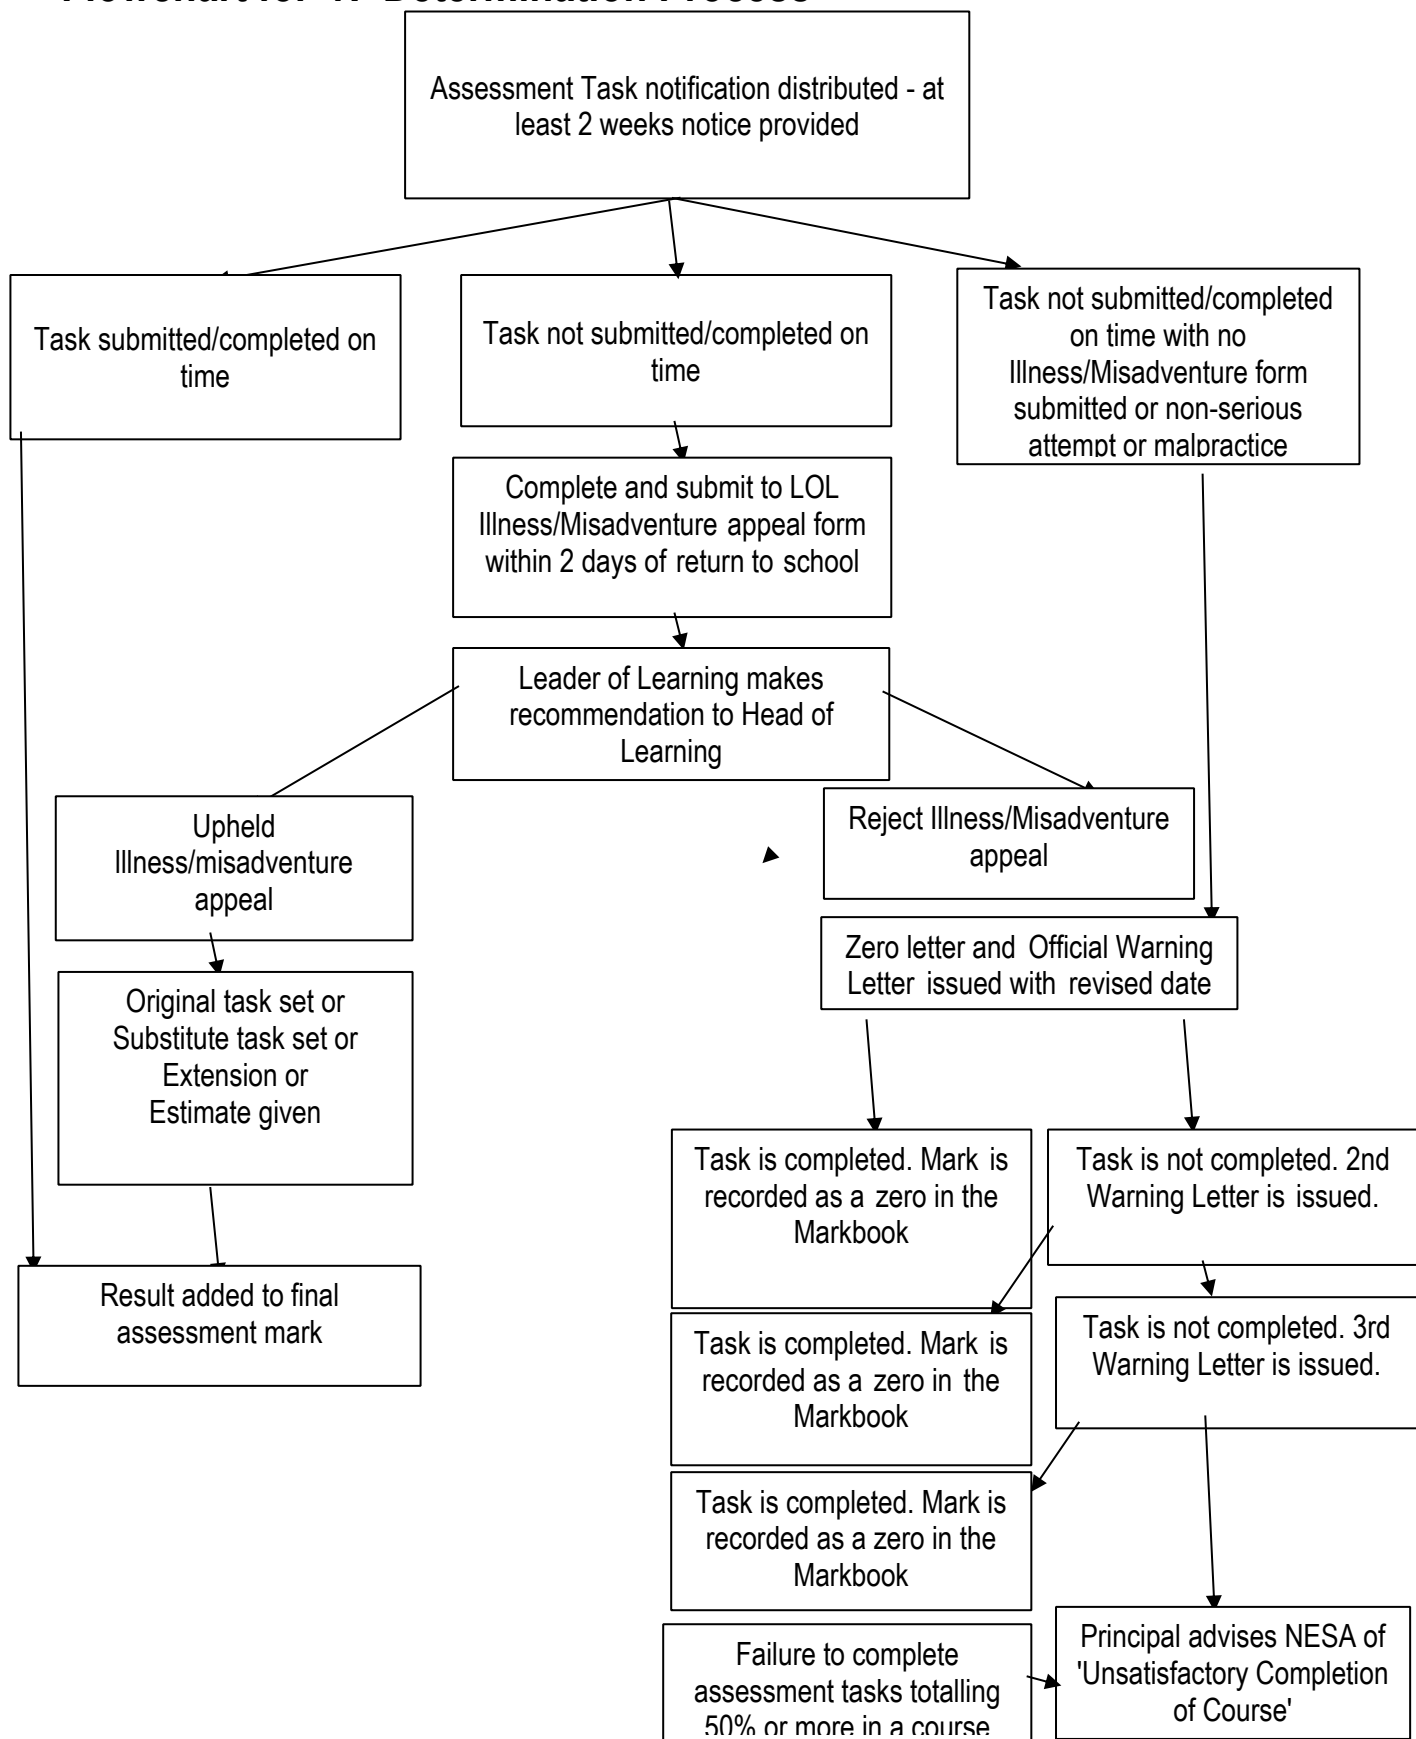 Assessment Task notification distributed - at
least 2 weeks notice provided
Task submitted/completed on
time
Task not submitted/completed on
time
Task not submitted/completed
on time with no
Illness/Misadventure form
submitted or non-serious
attempt or malpractice
Complete and submit to LOL
Illness/Misadventure appeal form
within 2 days of return to school
Leader of Learning makes
recommendation to Head of
Learning
Upheld
Illness/misadventure
appeal
Reject Illness/Misadventure
appeal
Zero letter and Official Warning
Letter issued with revised date
Original task set or
Substitute task set or
Extension or
Estimate given
Task is completed. Mark is
recorded as a zero in the
Markbook
Task is not completed. 2nd
Warning Letter is issued.
Result added to final
assessment mark
Task is completed. Mark is
recorded as a zero in the
Markbook
Task is not completed. 3rd
Warning Letter is issued.
Task is completed. Mark is
recorded as a zero in the
Markbook
Failure to complete
assessment tasks totalling
50% or more in a course
Principal advises NESA of
'Unsatisfactory Completion
of Course'